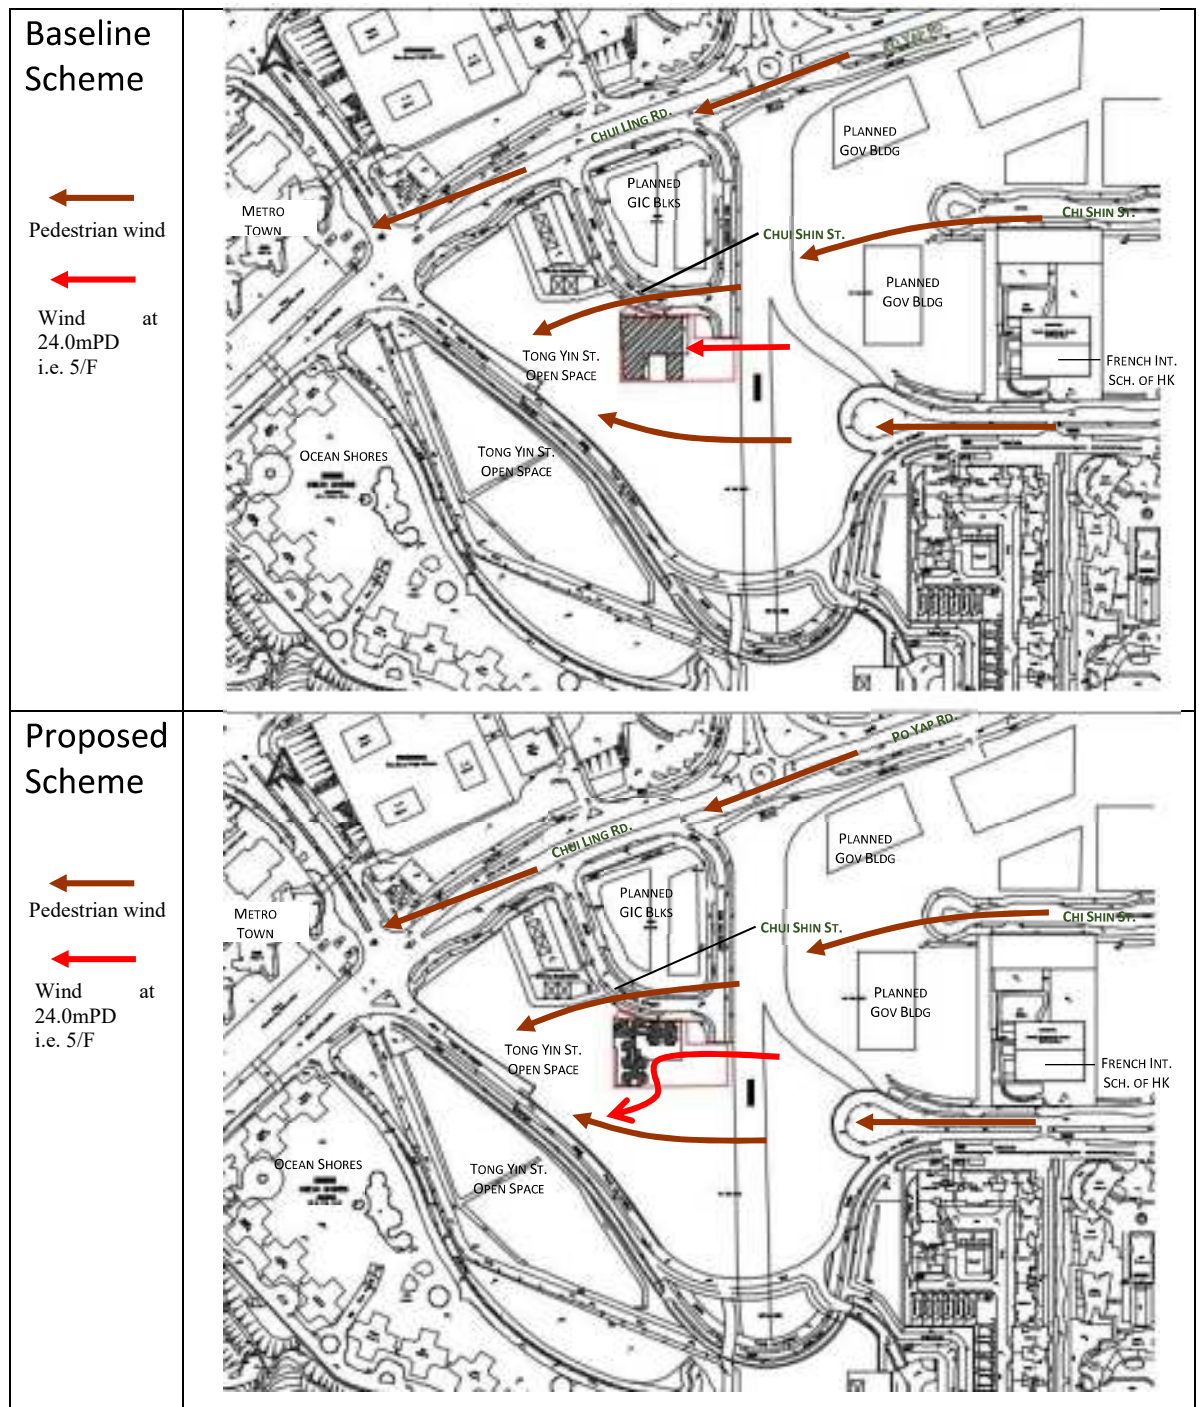 Baseline
Scheme
Pedestrian wind
Wind at
24.0mPD
i.e. 5/F
CHUI LING RD.
PLANNED
GOV BLDG
PLANNED
GIC BLKS
METRO
TOWN
CHI SHIN ST.
CHUI SHIN ST.
PLANNED
GOV BLDG
TONG YIN ST.
OPEN SPACE
FRENCH INT.
SCH. OF HK
OCEAN SHORES
TONG YIN ST.
OPEN SPACE
Proposed
Scheme
Pedestrian wind
Wind at
24.0mPD
i.e. 5/F
PO YAP RD.
CHUI LING RD.
PLANNED
GOV BLDG
PLANNED
GIC BLKS
METRO
TOWN
CHI SHIN ST.
CHUI SHIN ST.
PLANNED
GOV BLDG
TONG YIN ST.
OPEN SPACE
FRENCH INT.
SCH. OF HK
OCEAN SHORES
TONG YIN ST.
OPEN SPACE